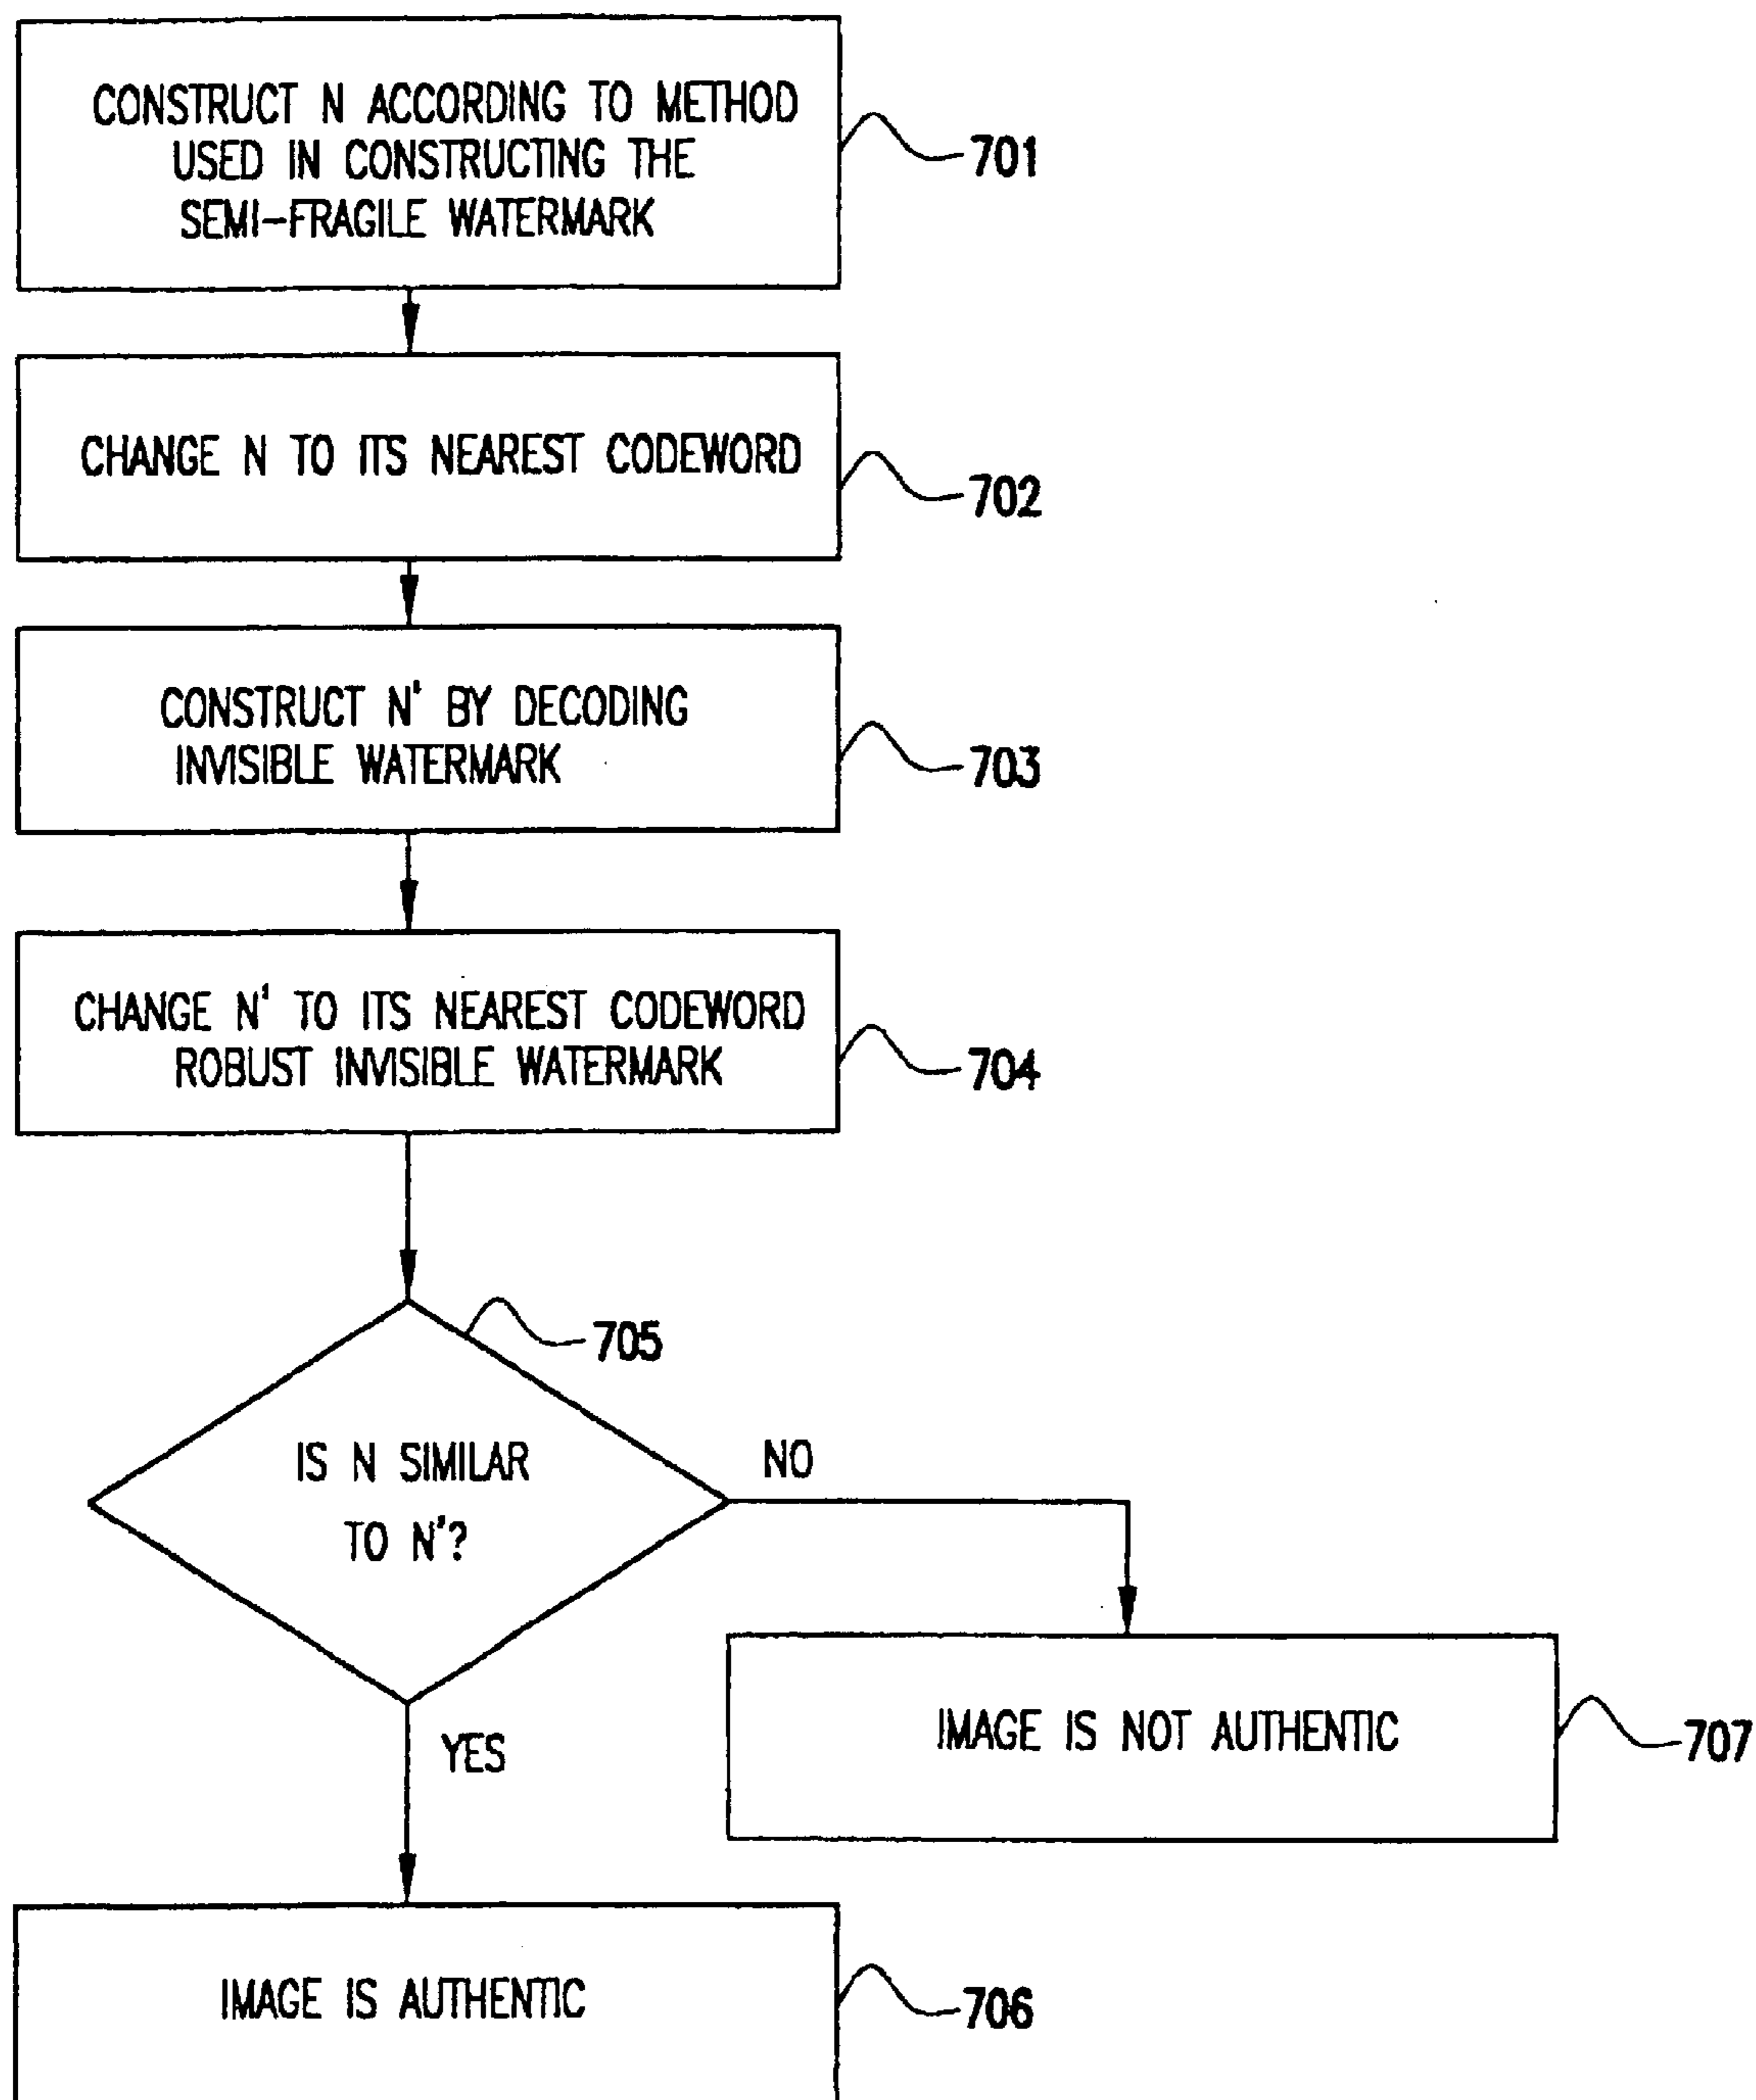 CONSTRUCT N ACCORDING TO METHOD
USED IN CONSTRUCTING THE
SEMI-FRAGILE WATERMARK
701
CHANGE N TO ITS NEAREST CODEWORD
702
CONSTRUCT N' BY DECODING
INVISIBLE WATERMARK
703
CHANGE N' TO ITS NEAREST CODEWORD
ROBUST INVISIBLE WATERMARK
704
705
IS N SIMILAR
TO N'?
NO
YES
IMAGE IS NOT AUTHENTIC
707
IMAGE IS AUTHENTIC
706